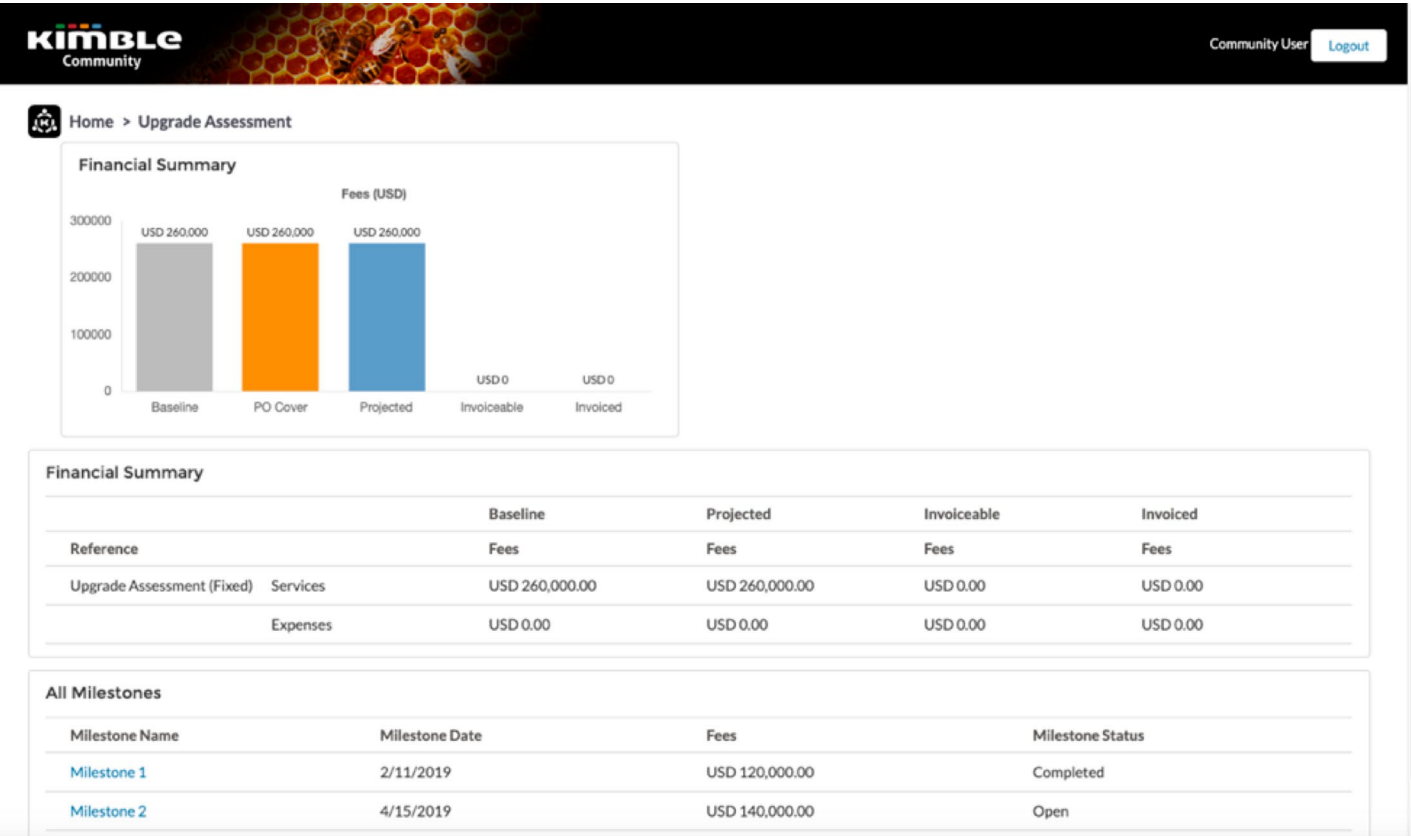 KimBLe
Community
Community User Logout
Home > Upgrade Assessment
Financial Summary
Fees (USD)
300000
200000
100000
0
USD 260,000 USD 260,000 USD 260,000 USD 0 USD 0
Baseline PO Cover Projected Invoiceable Invoiced
Financial Summary
Baseline Projected Invoiceable Invoiced
Reference Fees Fees Fees Fees
Upgrade Assessment (Fixed) Services USD 260,000.00 USD 260,000.00 USD 0.00 USD 0.00
Expenses USD 0.00 USD 0.00 USD 0.00 USD 0.00
All Milestones
Milestone Name Milestone Date Fees Milestone Status
Milestone 1 2/11/2019 USD 120,000.00 Completed
Milestone 2 4/15/2019 USD 140,000.00 Open